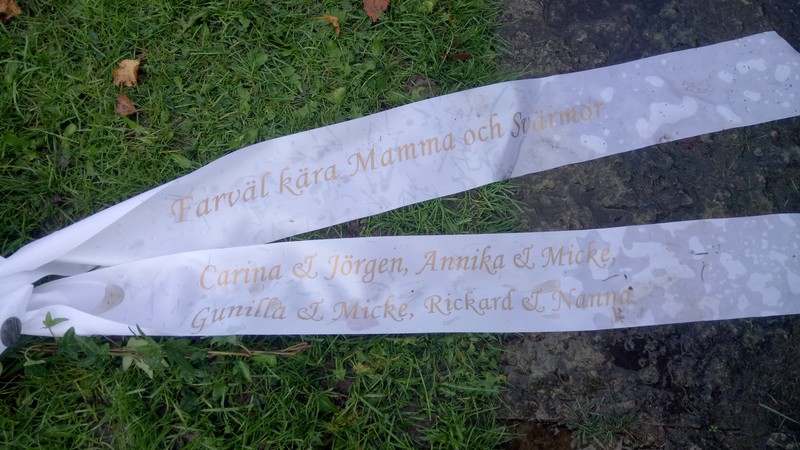 Farväl kära Mamma och Svärmor
Carina & Jörgen, Annika & Micke,
Gunilla & Micke, Rickard & Nanna